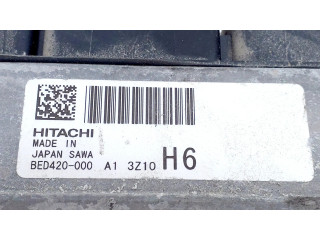 HITACHI
MADE IN
JAPAN SAWA
BED420-000 A1 3Z10 H6